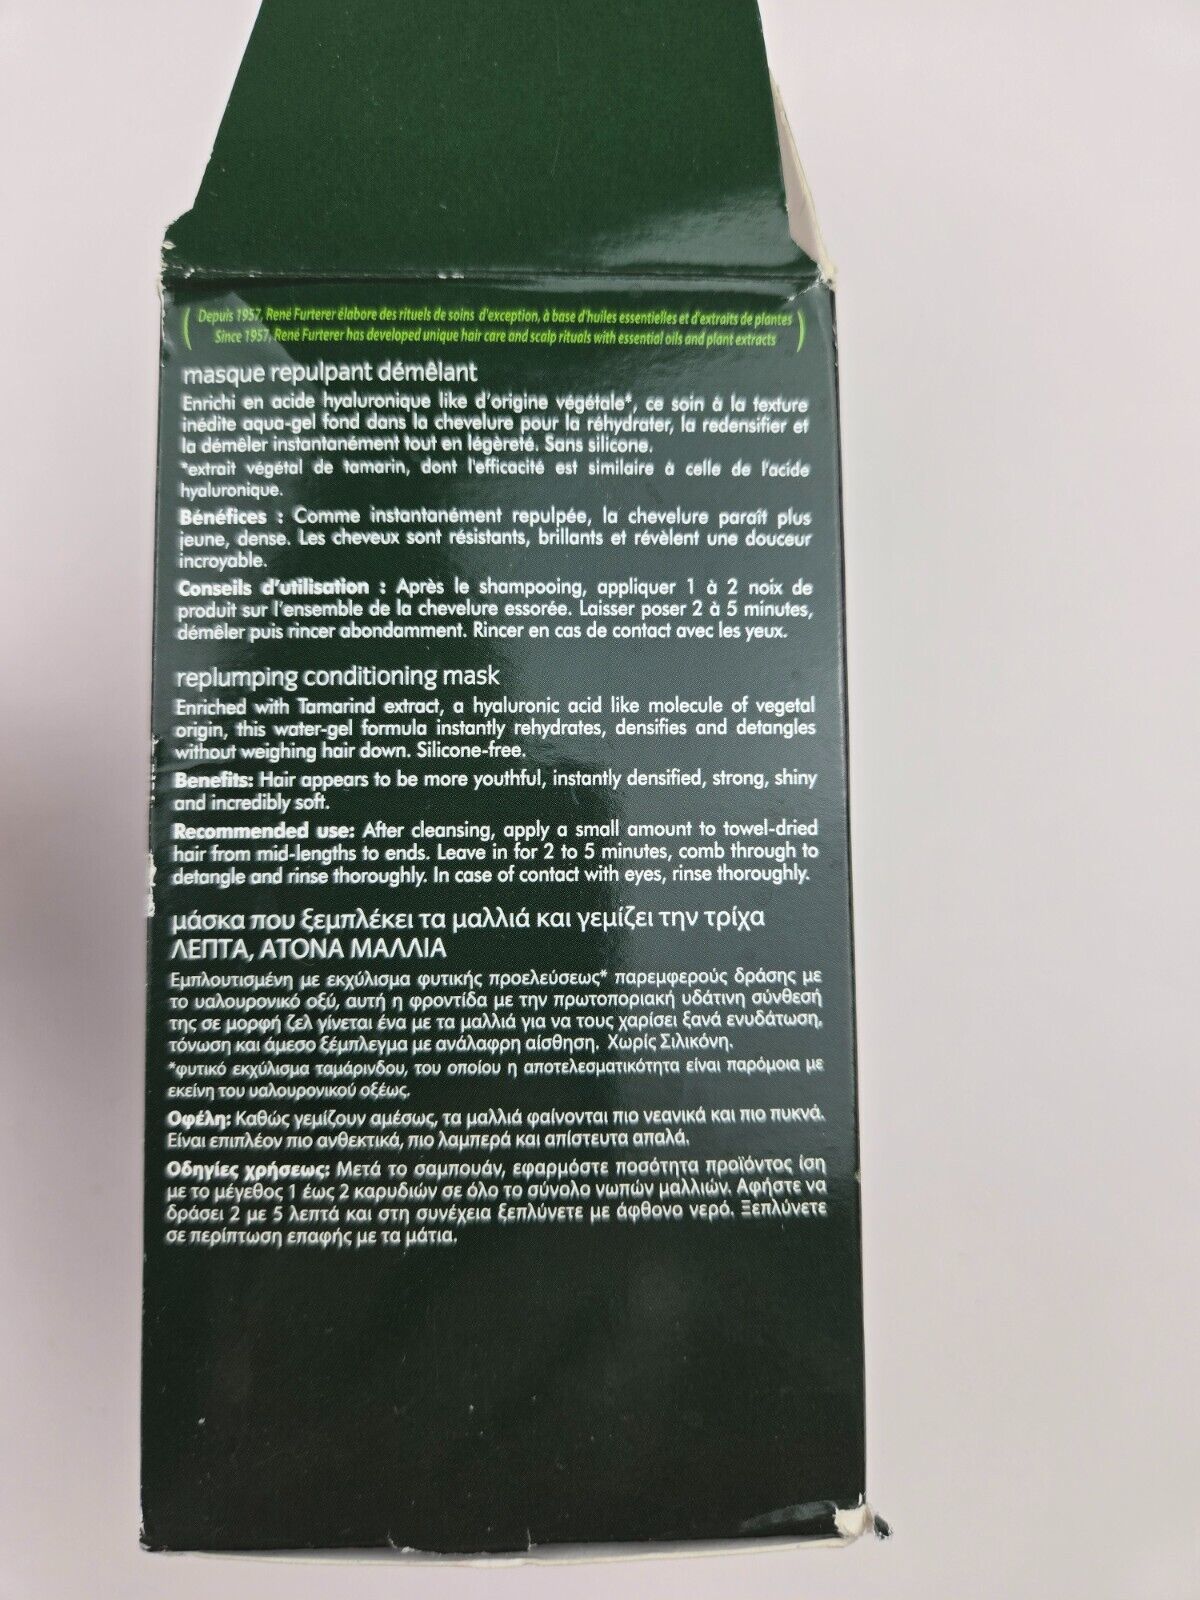 Depuis 1957, René Furterer élabore des rituels de soins d'exception, à base d'huiles essentielles et d'extraits de plantes
Since 1957, René Furterer has developed unique hair care and scalp rituals with essential oils and plant extracts
masque repulpant démêlant
Enrichi en acide hyaluronique like d'origine végétale*, ce soin à la texture
inédite aqua-gel fond dans la chevelure pour la réhydrater, la redensifier et
la démêler instantanément tout en légèreté. Sans silicone.
*extrait végétal de tamarin, dont l'efficacité est similaire à celle de l'acide
hyaluronique.
Bénéfices : Comme instantanément repulpée, la chevelure paraît plus
jeune, dense. Les cheveux sont résistants, brillants et révèlent une douceur
incroyable.
Conseils d'utilisation : Après le shampooing, appliquer 1 à 2 noix de
produit sur l'ensemble de la chevelure essorée. Laisser poser 2 à 5 minutes,
démêler puis rincer abondamment. Rincer en cas de contact avec les yeux.
replumping conditioning mask
Enriched with Tamarind extract, a hyaluronic acid like molecule of vegetal
origin, this water-gel formula instantly rehydrates, densifies and detangles
without weighing hair down. Silicone-free.
Benefits: Hair appears to be more youthful, instantly densified, strong, shiny
and incredibly soft.
Recommended use: After cleansing, apply a small amount to towel-dried
hair from mid-lengths to ends. Leave in for 2 to 5 minutes, comb through to
detangle and rinse thoroughly. In case of contact with eyes, rinse thoroughly.
μάσκα που ξεμπλέκει τα μαλλιά και γεμίζει την τρίχα
ΛΕΠΤΑ, ΑΤΟΝΑ ΜΑΛΛΙΑ
Εμπλουτισμένη με εκχύλισμα φυτικής προελεύσεως* παρεμφερούς δράσης με
το υαλουρονικό οξύ, αυτή η φροντίδα με την πρωτοποριακή υδάτινη σύνθεσή
της σε μορφή ζελ γίνεται ένα με τα μαλλιά για να τους χαρίσει ξανά ενυδάτωση,
τόνωση και άμεσο ξέμπλεγμα με ανάλαφρη αίσθηση. Χωρίς Σιλικόνη.
*φυτικό εκχύλισμα ταμάρινδου, του οποίου η αποτελεσματικότητα είναι παρόμοια με
εκείνη του υαλουρονικού οξέως.
Οφέλη: Καθώς γεμίζουν αμέσως, τα μαλλιά φαίνονται πιο νεανικά και πιο πυκνά.
Είναι επιπλέον πιο ανθεκτικά, πιο λαμπερά και απίστευτα απαλά.
Οδηγίες χρήσεως: Μετά το σαμπουάν, εφαρμόστε ποσότητα προϊόντος ίση
με το μέγεθος 1 έως 2 καρυδιών σε όλο το σύνολο νωπών μαλλιών. Αφήστε να
δράσει 2 με 5 λεπτά και στη συνέχεια ξεπλύνετε με άφθονο νερό. Ξεπλύνετε
σε περίπτωση επαφής με τα μάτια.